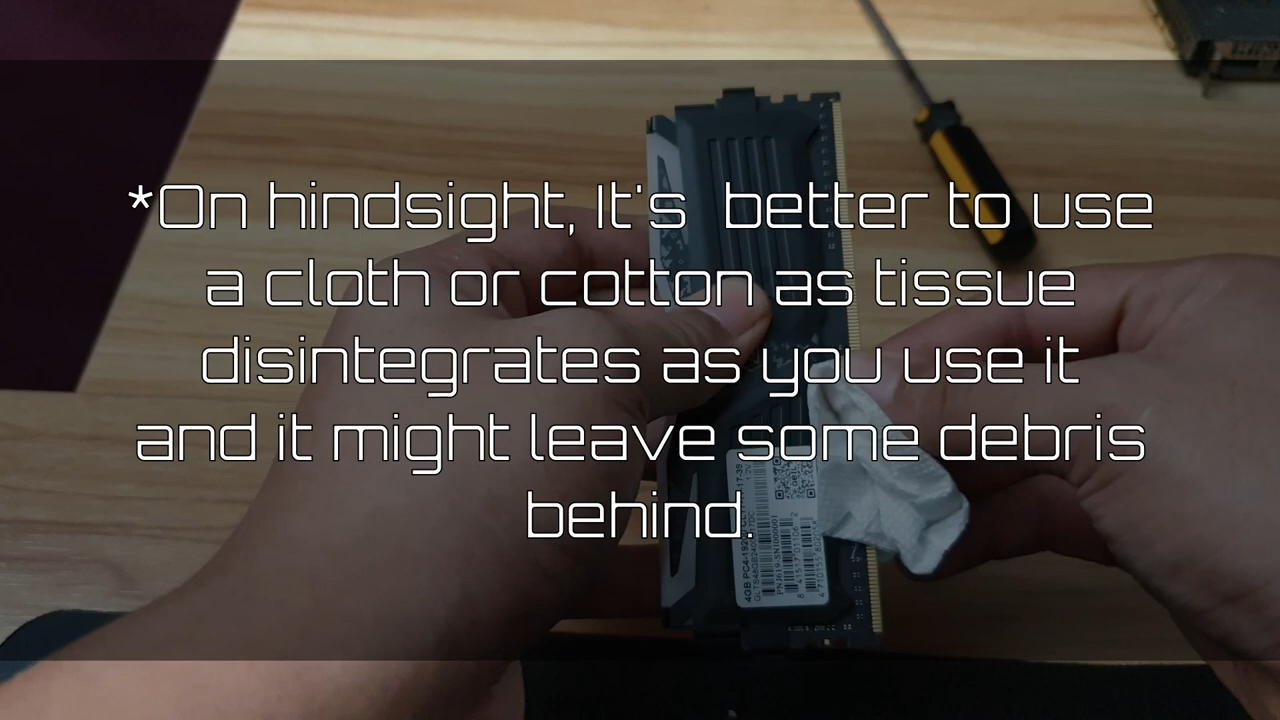 *On hindsight, It's  better to use
a cloth or cotton as tissue
disintegrates as you use it
and it might leave some debris
behind.